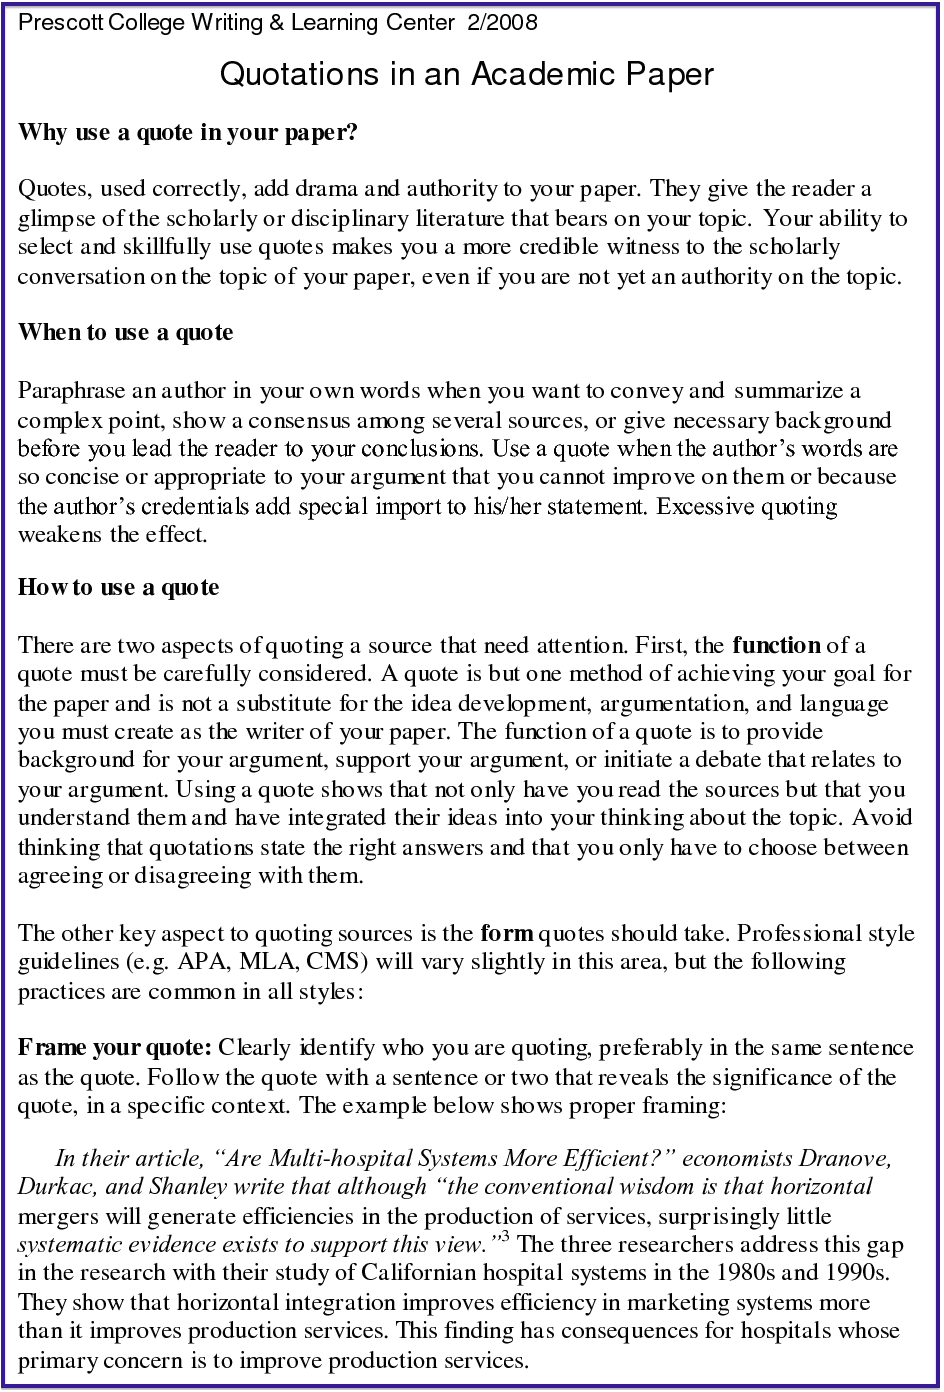 Prescott College Writing & Learning Center 2/2008
Quotations in an Academic Paper
Why use a quote in your paper?
Quotes, used correctly, add drama and authority to your paper. They give the reader a
glimpse of the scholarly or disciplinary literature that bears on your topic. Your ability to
select and skillfully use quotes makes you a more credible witness to the scholarly
conversation on the topic of your paper, even if you are not yet an authority on the topic.
When to use a quote
Paraphrase an author in your own words when you want to convey and summarize a
complex point, show a consensus among several sources, or give necessary background
before you lead the reader to your conclusions. Use a quote when the author’s words are
so concise or appropriate to your argument that you cannot improve on them or because
the author’s credentials add special import to his/her statement. Excessive quoting
weakens the effect.
How to use a quote
There are two aspects of quoting a source that need attention. First, the function of a
quote must be carefully considered. A quote is but one method of achieving your goal for
the paper and is not a substitute for the idea development, argumentation, and language
you must create as the writer of your paper. The function of a quote is to provide
background for your argument, support your argument, or initiate a debate that relates to
your argument. Using a quote shows that not only have you read the sources but that you
understand them and have integrated their ideas into your thinking about the topic. Avoid
thinking that quotations state the right answers and that you only have to choose between
agreeing or disagreeing with them.
The other key aspect to quoting sources is the form quotes should take. Professional style
guidelines (e.g. APA, MLA, CMS) will vary slightly in this area, but the following
practices are common in all styles:
Frame your quote: Clearly identify who you are quoting, preferably in the same sentence
as the quote. Follow the quote with a sentence or two that reveals the significance of the
quote, in a specific context. The example below shows proper framing:
In their article, “Are Multi-hospital Systems More Efficient?” economists Dranove,
Durkac, and Shanley write that although “the conventional wisdom is that horizontal
mergers will generate efficiencies in the production of services, surprisingly little
systematic evidence exists to support this view.”3 The three researchers address this gap
in the research with their study of Californian hospital systems in the 1980s and 1990s.
They show that horizontal integration improves efficiency in marketing systems more
than it improves production services. This finding has consequences for hospitals whose
primary concern is to improve production services.